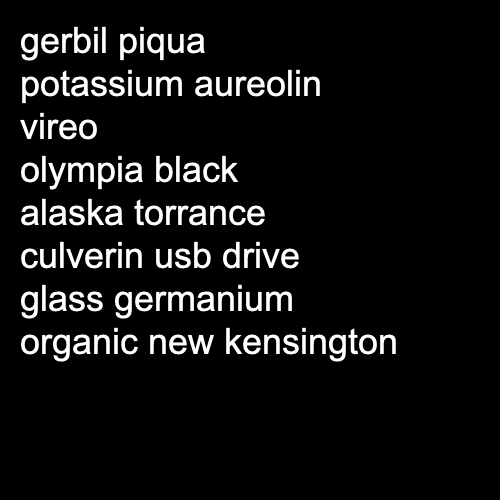 gerbil piqua
potassium aureolin
vireo
olympia black
alaska torrance
culverin usb drive
glass germanium
organic new kensington